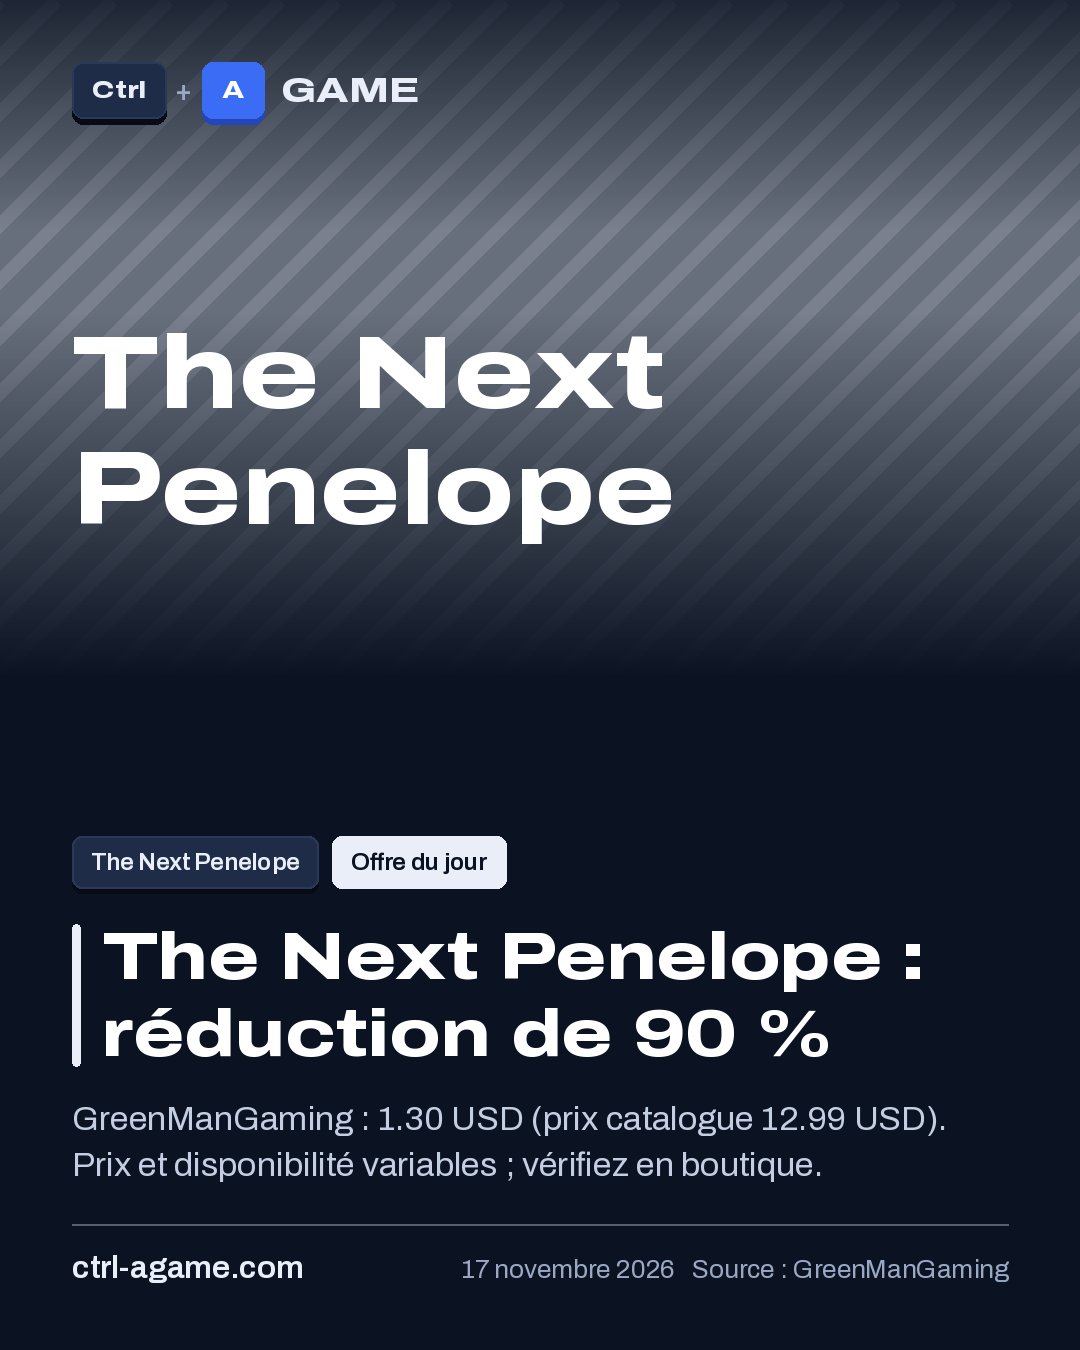 Ctrl + A GAME
The Next
Penelope
The Next Penelope
Offre du jour
The Next Penelope :
réduction de 90 %
GreenManGaming : 1.30 USD (prix catalogue 12.99 USD).
Prix et disponibilité variables ; vérifiez en boutique.
ctrl-agame.com
17 novembre 2026 Source : GreenManGaming